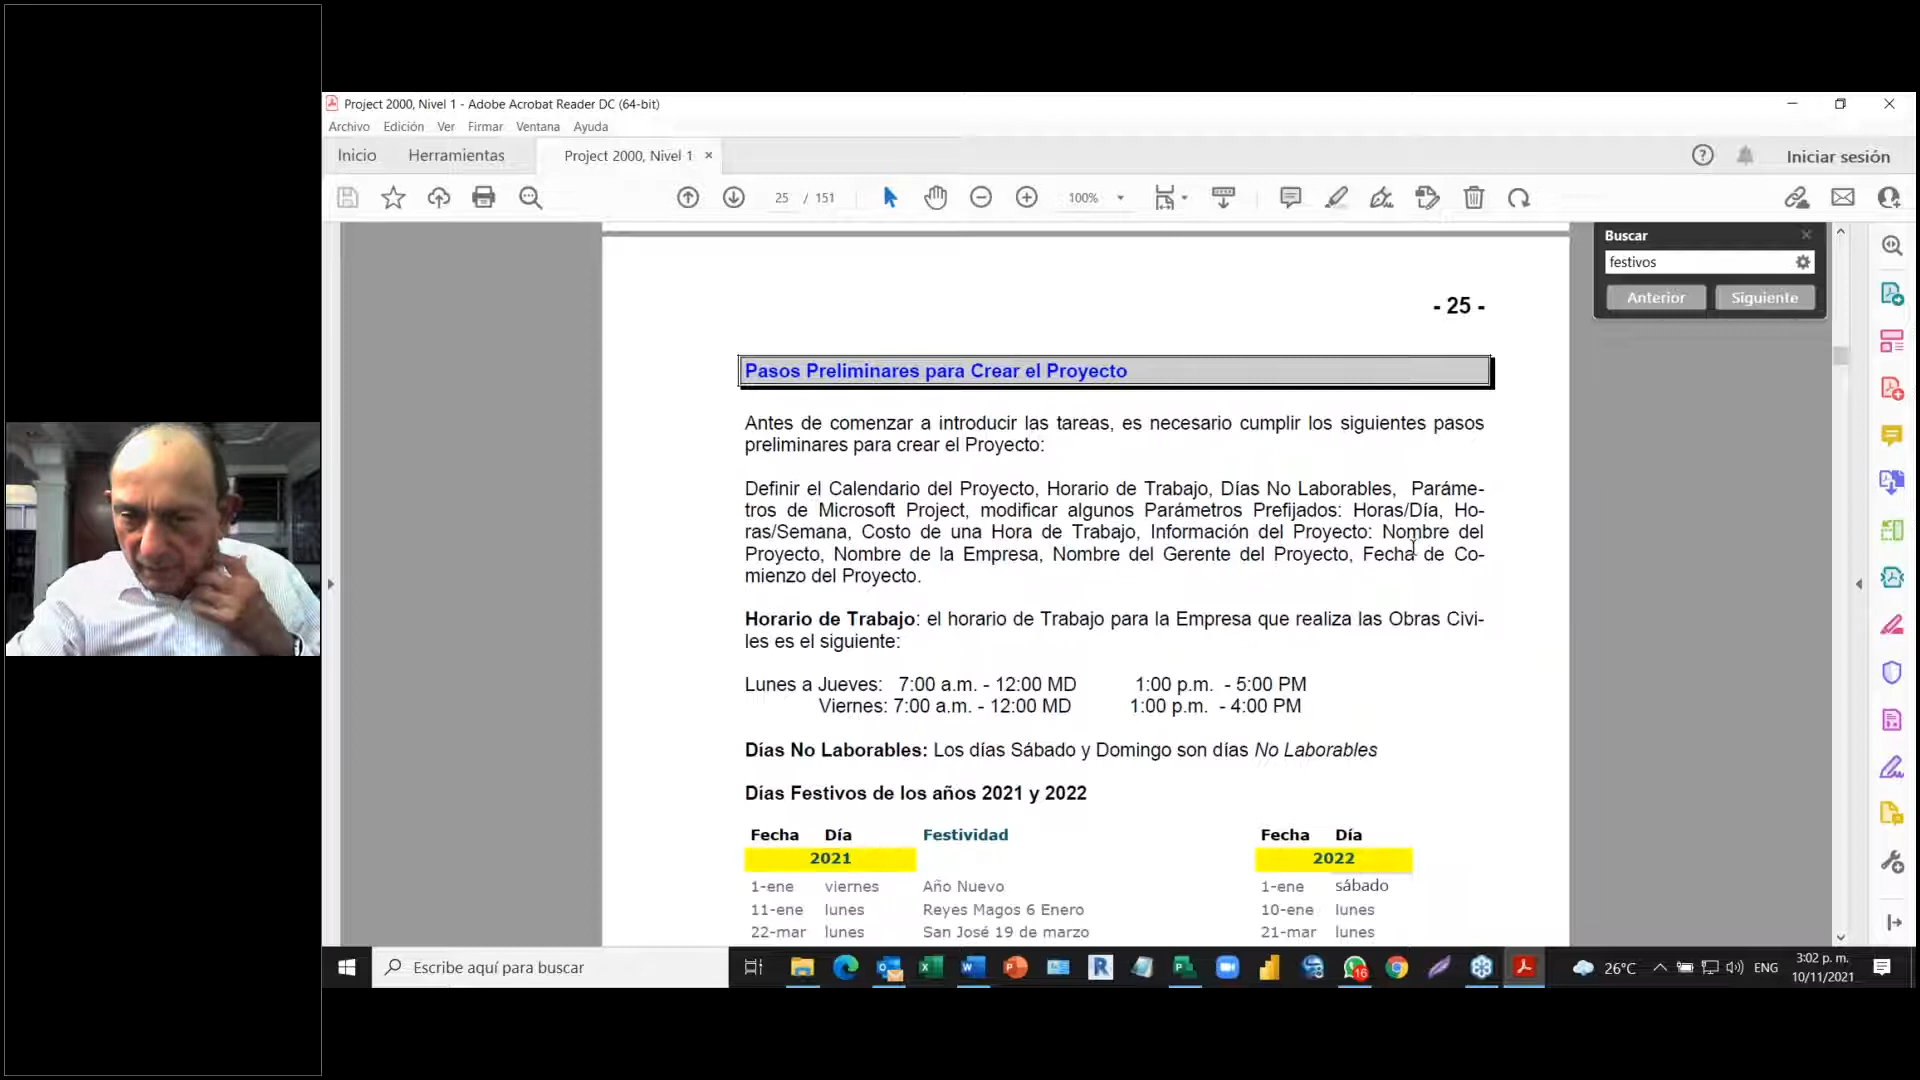 Project 2000, Nivel 1 - Adobe Acrobat Reader DC (64-bit)
Archivo Edición Ver Firmar Ventana Ayuda
Inicio Herramientas Project 2000, Nivel 1 × Iniciar sesión
25 / 151 100%
Buscar
festivos
Anterior Siguiente
- 25 -
Pasos Preliminares para Crear el Proyecto
Antes de comenzar a introducir las tareas, es necesario cumplir los siguientes pasos
preliminares para crear el Proyecto:
Definir el Calendario del Proyecto, Horario de Trabajo, Días No Laborables, Paráme-
tros de Microsoft Project, modificar algunos Parámetros Prefijados: Horas/Día, Ho-
ras/Semana, Costo de una Hora de Trabajo, Información del Proyecto: Nombre del
Proyecto, Nombre de la Empresa, Nombre del Gerente del Proyecto, Fecha de Co-
mienzo del Proyecto.
Horario de Trabajo: el horario de Trabajo para la Empresa que realiza las Obras Civi-
les es el siguiente:
Lunes a Jueves: 7:00 a.m. - 12:00 MD 1:00 p.m. - 5:00 PM
Viernes: 7:00 a.m. - 12:00 MD 1:00 p.m. - 4:00 PM
Días No Laborables: Los días Sábado y Domingo son días No Laborables
Días Festivos de los años 2021 y 2022
Fecha Día Festividad Fecha Día
2021 2022
1-ene viernes Año Nuevo 1-ene sábado
11-ene lunes Reyes Magos 6 Enero 10-ene lunes
22-mar lunes San José 19 de marzo 21-mar lunes
Escribe aquí para buscar
16
26°C ENG
3:02 p. m.
10/11/2021